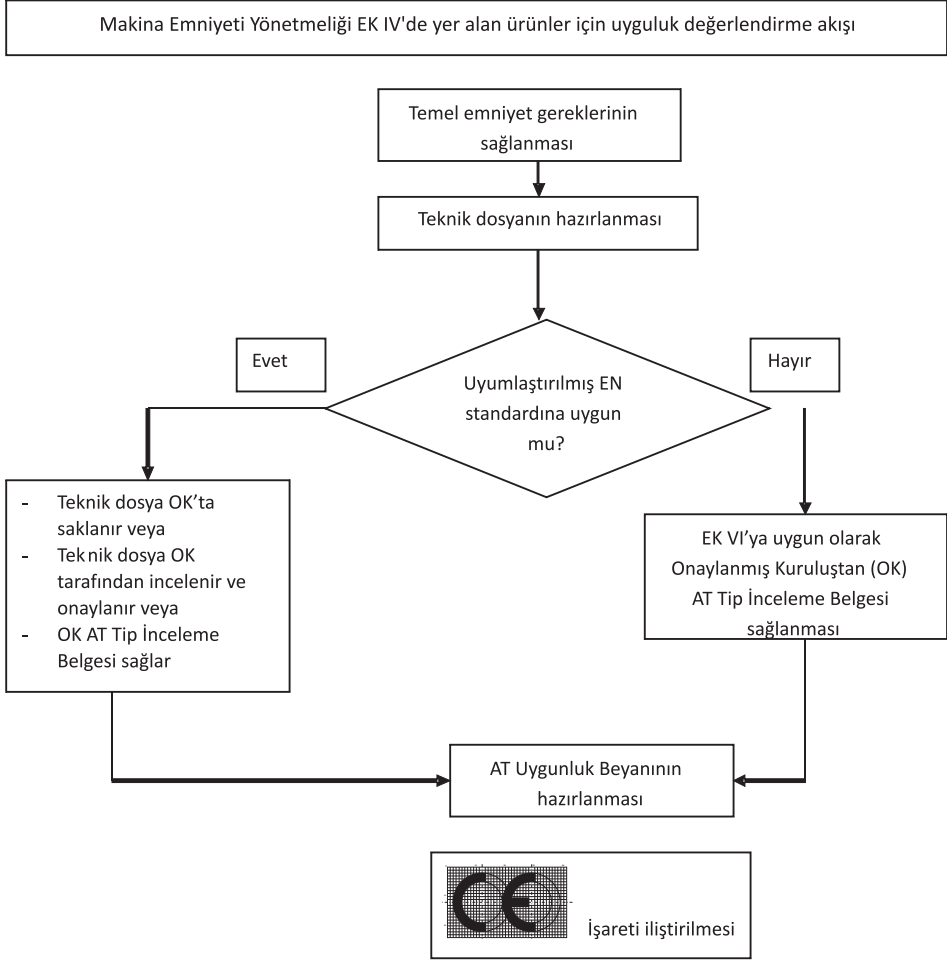 Makina Emniyeti Yönetmeliği EK IV'de yer alan ürünler için uyguluk değerlendirme akışı
Temel emniyet gereklerinin
sağlanması
Teknik dosyanın hazırlanması
Evet
Hayır
Uyumlaştırılmış EN
standardına uygun
mu?
- Teknik dosya OK'ta
saklanır veya
- Teknik dosya OK
tarafından incelenir ve
onaylanır veya
- OK AT Tip İnceleme
Belgesi sağlar
EK VI'ya uygun olarak
Onaylanmış Kuruluştan (OK)
AT Tip İnceleme Belgesi
sağlanması
AT Uygunluk Beyanının
hazırlanması
CE
İşareti iliştirilmesi